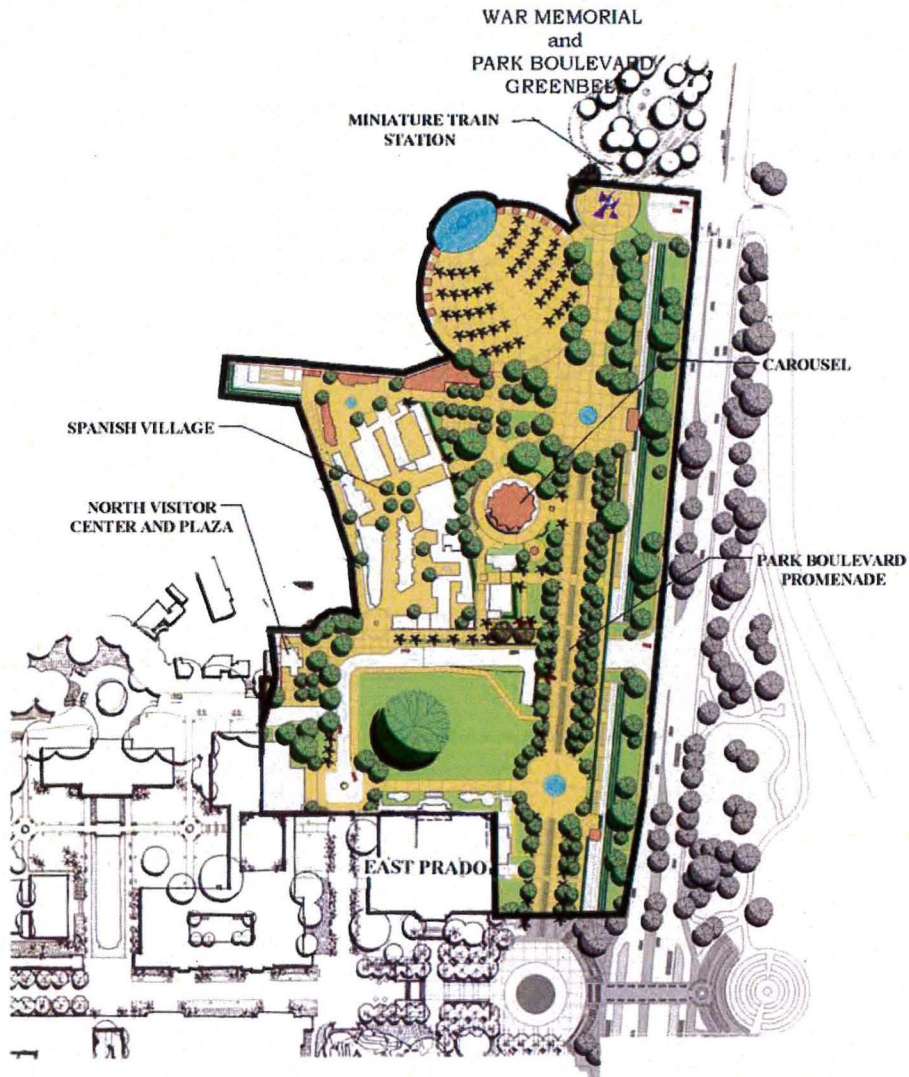 WAR MEMORIAL
and
PARK BOULEVARD
GREENBELT
MINIATURE TRAIN
STATION
CAROUSEL
SPANISH VILLAGE
NORTH VISITOR
CENTER AND PLAZA
PARK BOULEVARD
PROMENADE
EAST PRADO